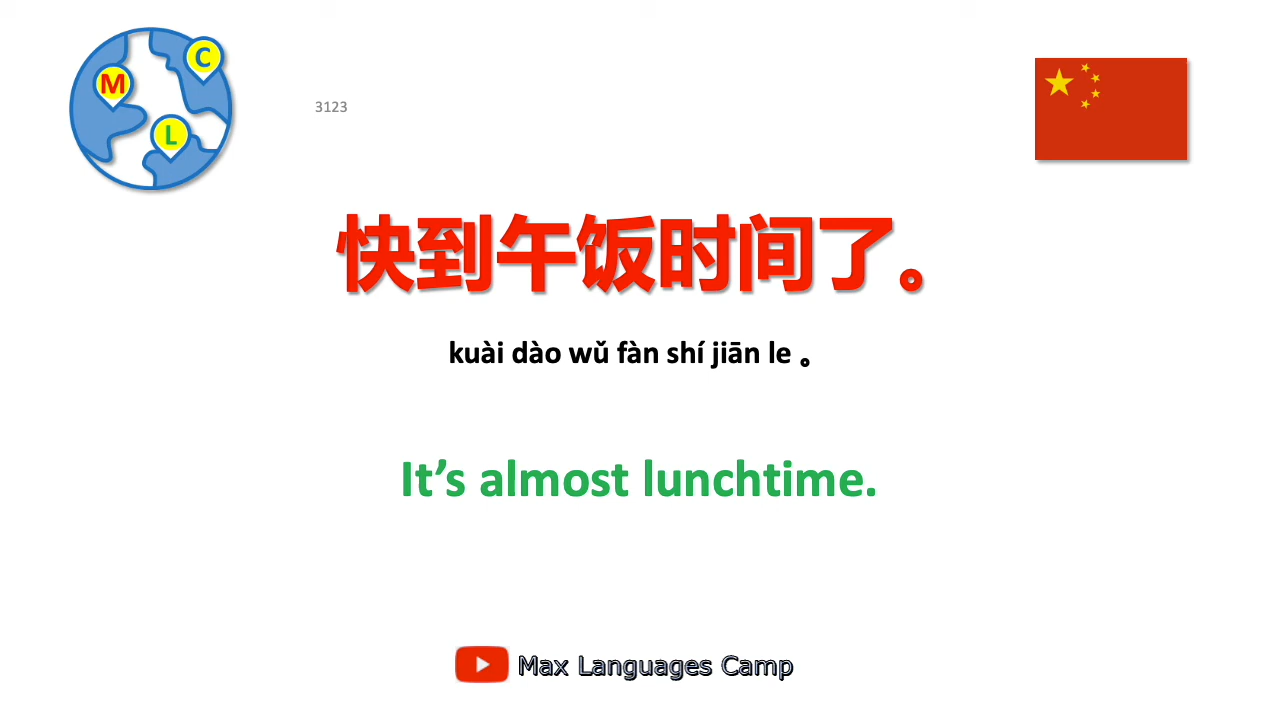 C
M
L
3123
快到午饭时间了。
kuài dào wǔ fàn shí jiān le 。
It’s almost lunchtime.
Max Languages Camp